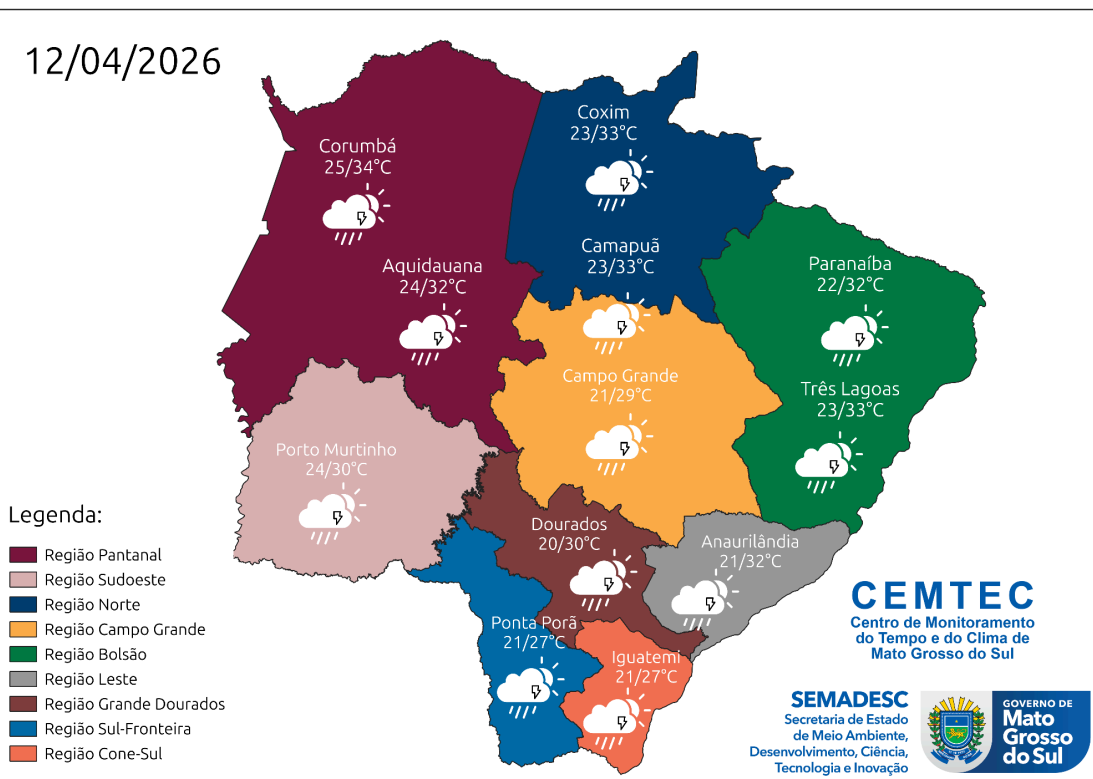 12/04/2026
Coxim
23/33°C
Corumbá
25/34°C
Camapuã
23/33°C
Aquidauana
24/32°C
Paranaíba
22/32°C
Campo Grande
21/29°C
Três Lagoas
23/33°C
Porto Murtinho
24/30°C
Dourados
20/30°C
Anaurilândia
21/32°C
Ponta Porã
21/27°C
Iguatemi
21/27°C
Legenda:
Região Pantanal
Região Sudoeste
Região Norte
Região Campo Grande
Região Bolsão
Região Leste
Região Grande Dourados
Região Sul-Fronteira
Região Cone-Sul
CEMTEC
Centro de Monitoramento
do Tempo e do Clima de
Mato Grosso do Sul
SEMADESC
Secretaria de Estado
de Meio Ambiente,
Desenvolvimento, Ciência,
Tecnologia e Inovação
GOVERNO DE
Mato
Grosso
do Sul